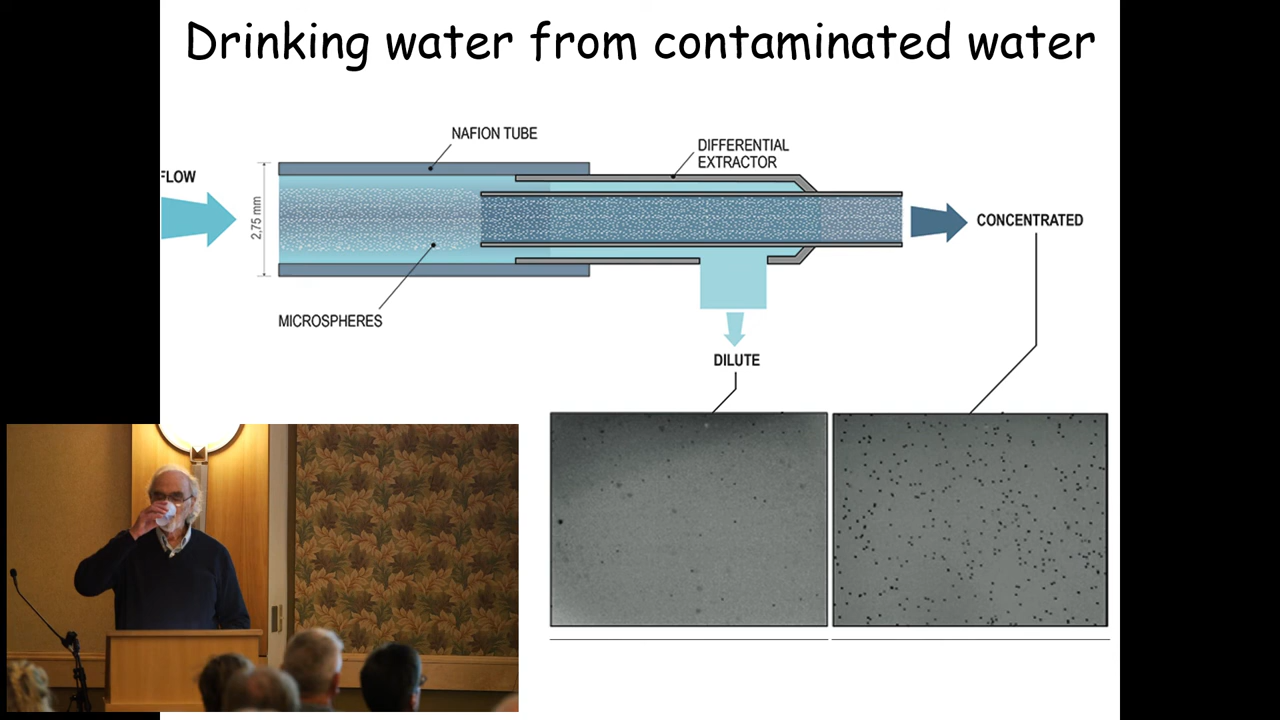 Drinking water from contaminated water
NAFION TUBE
DIFFERENTIAL
EXTRACTOR
FLOW
2,75 mm
CONCENTRATED
MICROSPHERES
DILUTE